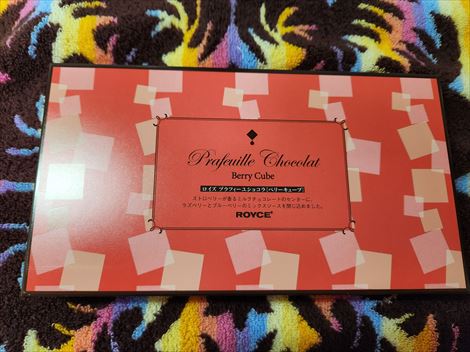 Prafeuille Chocolat
Berry Cube
ロイズ プラフィーユショコラ[ベリーキューブ]
ストロベリーが香るミルクチョコレートのセンターに、
ラズベリーとブルーベリーのミックスソースを閉じ込めました。
ROYCE'